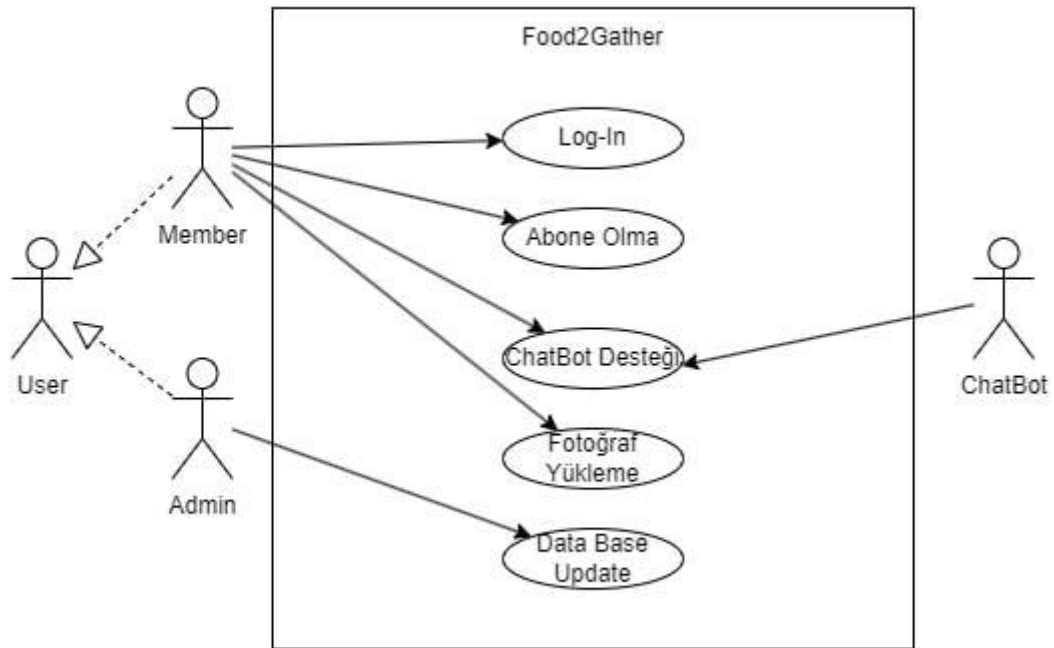 Food2Gather
Log-In
Member
Abone Olma
ChatBot Desteği
User
ChatBot
Fotoğraf
Yükleme
Admin
Data Base
Update